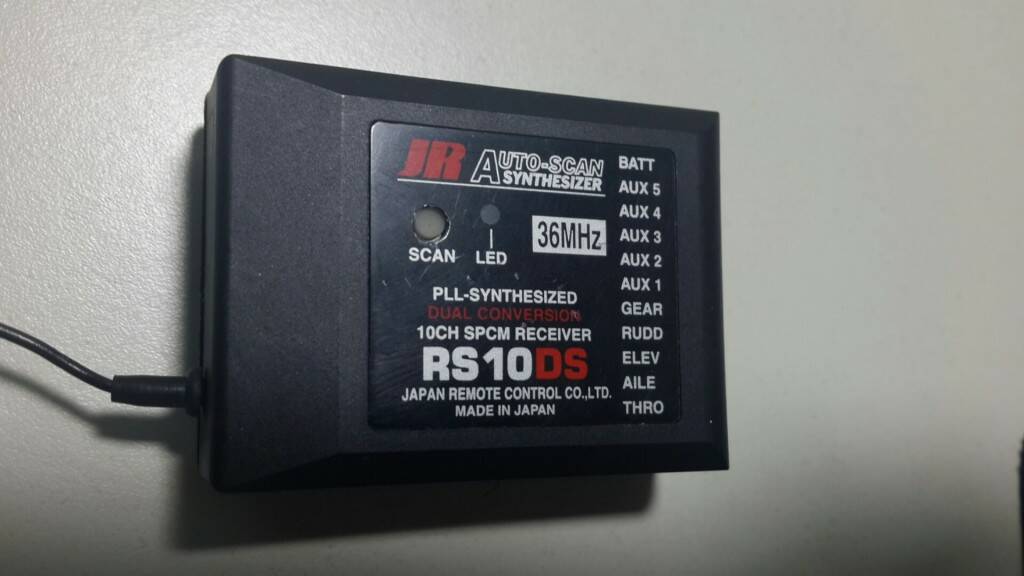 JR AUTO-SCAN
SYNTHESIZER
SCAN LED
36MHz
PLL-SYNTHESIZED
DUAL CONVERSION
10CH SPCM RECEIVER
RS10DS
JAPAN REMOTE CONTROL CO.,LTD.
MADE IN JAPAN
BATT
AUX 5
AUX 4
AUX 3
AUX 2
AUX 1
GEAR
RUDD
ELEV
AILE
THRO